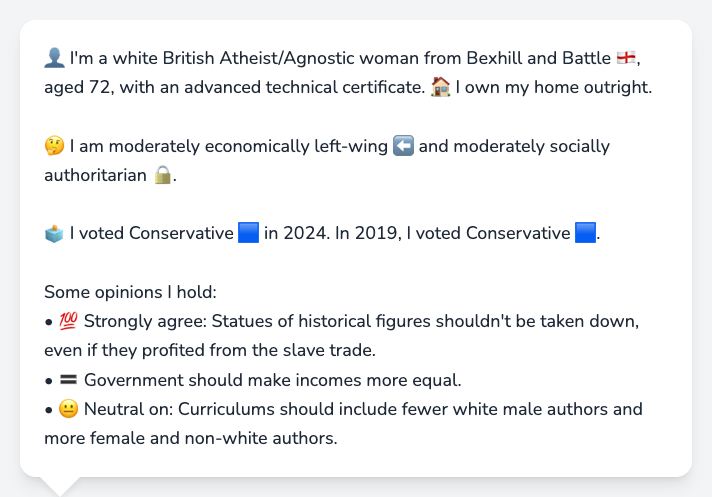 👤 I'm a white British Atheist/Agnostic woman from Bexhill and Battle 🏴󠁧󠁢󠁥󠁮󠁧󠁿,
aged 72, with an advanced technical certificate. 🏠 I own my home outright.
🤔 I am moderately economically left-wing ⬅️ and moderately socially
authoritarian 🔒.
🗳️ I voted Conservative 🟦 in 2024. In 2019, I voted Conservative 🟦.
Some opinions I hold:
• 💯 Strongly agree: Statues of historical figures shouldn't be taken down,
even if they profited from the slave trade.
• 🟰 Government should make incomes more equal.
• 😐 Neutral on: Curriculums should include fewer white male authors and
more female and non-white authors.